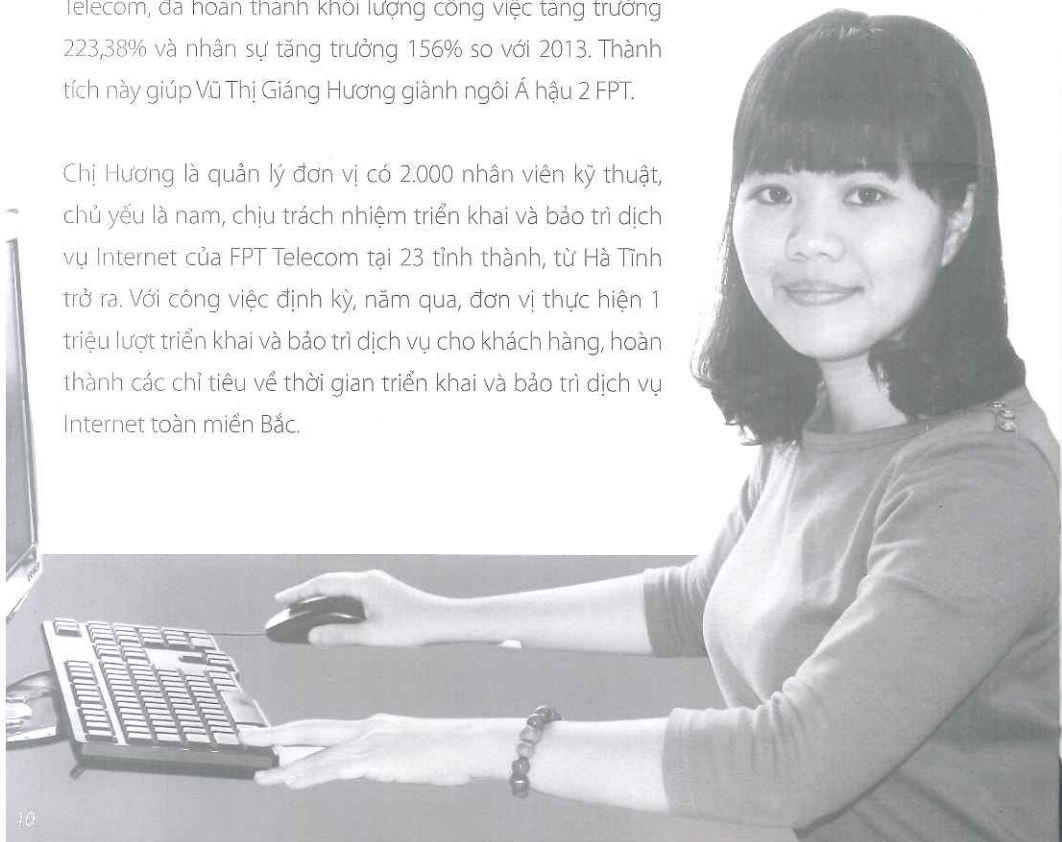 Telecom, đã hoàn thành khối lượng công việc tăng trưởng
223,38% và nhân sự tăng trưởng 156% so với 2013. Thành
tích này giúp Vũ Thị Giáng Hương giành ngôi Á hậu 2 FPT.
Chị Hương là quản lý đơn vị có 2.000 nhân viên kỹ thuật,
chủ yếu là nam, chịu trách nhiệm triển khai và bảo trì dịch
vụ Internet của FPT Telecom tại 23 tỉnh thành, từ Hà Tĩnh
trở ra. Với công việc định kỳ, năm qua, đơn vị thực hiện 1
triệu lượt triển khai và bảo trì dịch vụ cho khách hàng, hoàn
thành các chỉ tiêu về thời gian triển khai và bảo trì dịch vụ
Internet toàn miền Bắc.
10